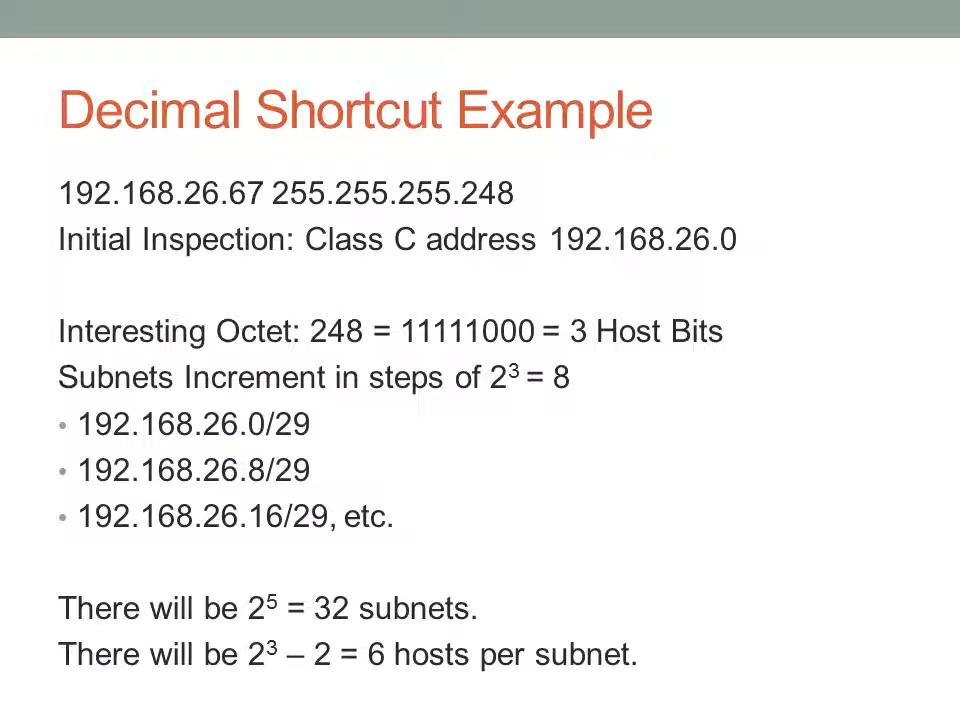 Decimal Shortcut Example
192.168.26.67 255.255.255.248
Initial Inspection: Class C address 192.168.26.0
Interesting Octet: 248 = 11111000 = 3 Host Bits
Subnets Increment in steps of 2³ = 8
• 192.168.26.0/29
• 192.168.26.8/29
• 192.168.26.16/29, etc.
There will be 2⁵ = 32 subnets.
There will be 2³ – 2 = 6 hosts per subnet.